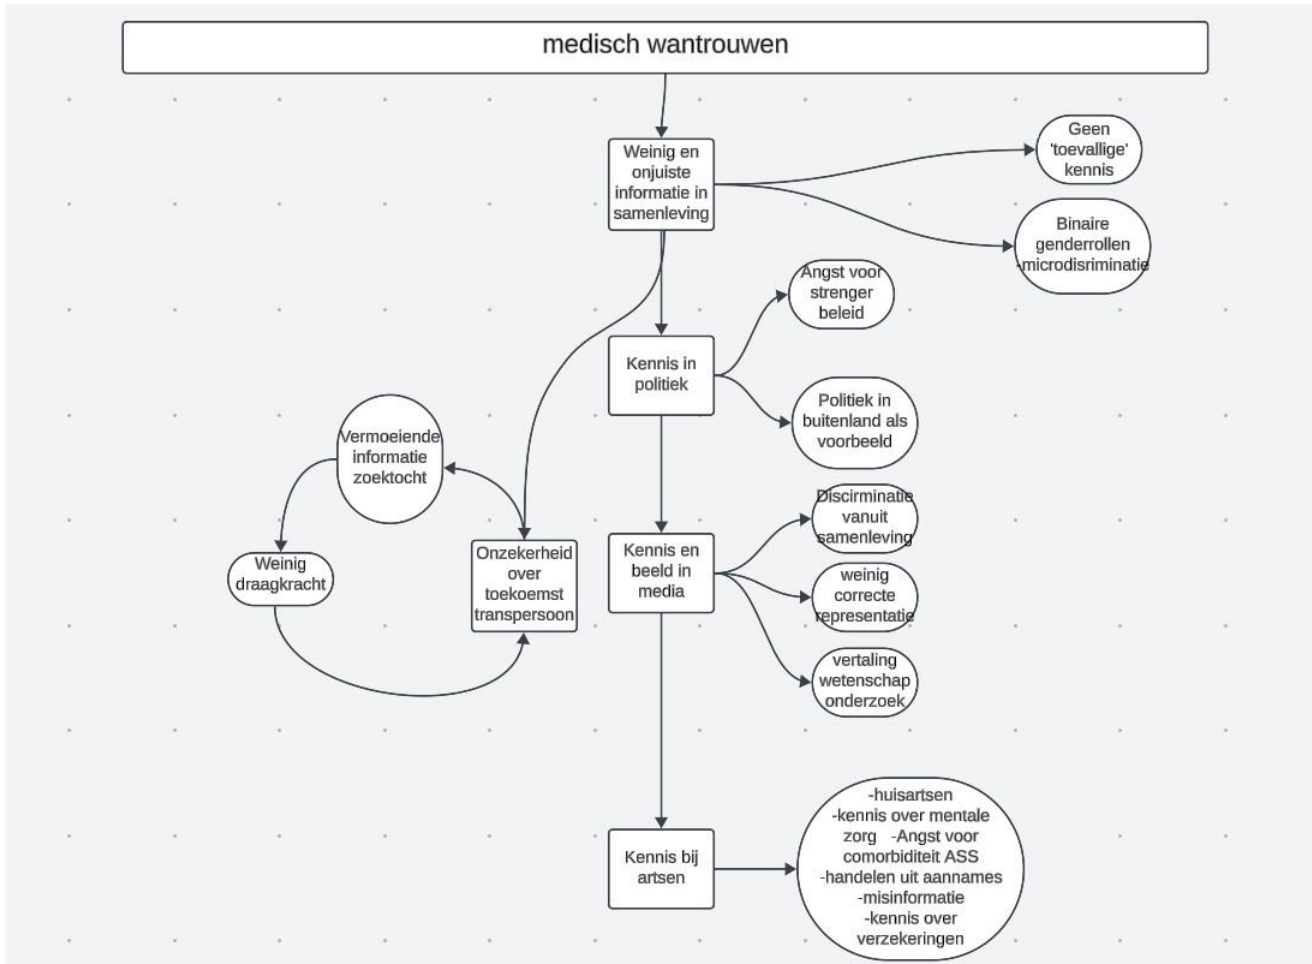 medisch wantrouwen
Weinig en
onjuiste
informatie in
samenleving
Geen
'toevallige'
kennis
Binaire
genderrollen
-microdisriminatie
Angst voor
strenger
beleid
Kennis in
politiek
Politiek in
buitenland als
voorbeeld
Vermoeiende
informatie
zoektocht
Weinig
draagkracht
Onzekerheid
over
toekoemst
transpersoon
Kennis en
beeld in
media
Discirminatie
vanuit
samenleving
weinig
correcte
representatie
vertaling
wetenschap
onderzoek
Kennis bij
artsen
-huisartsen
-kennis over mentale
zorg -Angst voor
comorbiditeit ASS
-handelen uit aannames
-misinformatie
-kennis over
verzekeringen